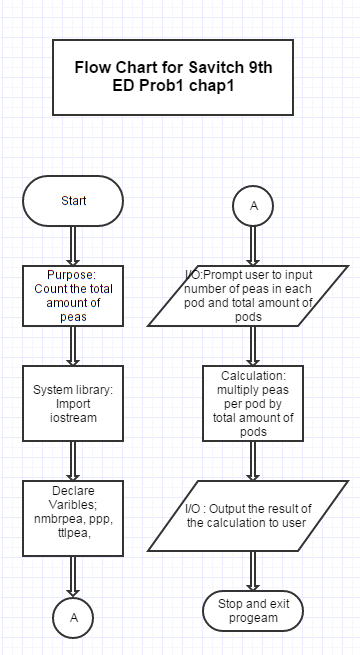 Flow Chart for Savitch 9th
ED Prob1 chap1
Start
Purpose:
Count the total
amount of
peas
System library:
Import
iostream
Declare
Varibles;
nmbrpea, ppp,
ttlpea,
A
A
I/O:Prompt user to input
number of peas in each
pod and total amount of
pods
Calculation:
multiply peas
per pod by
total amount of
pods
I/O : Output the result of
the calculation to user
Stop and exit
progeam